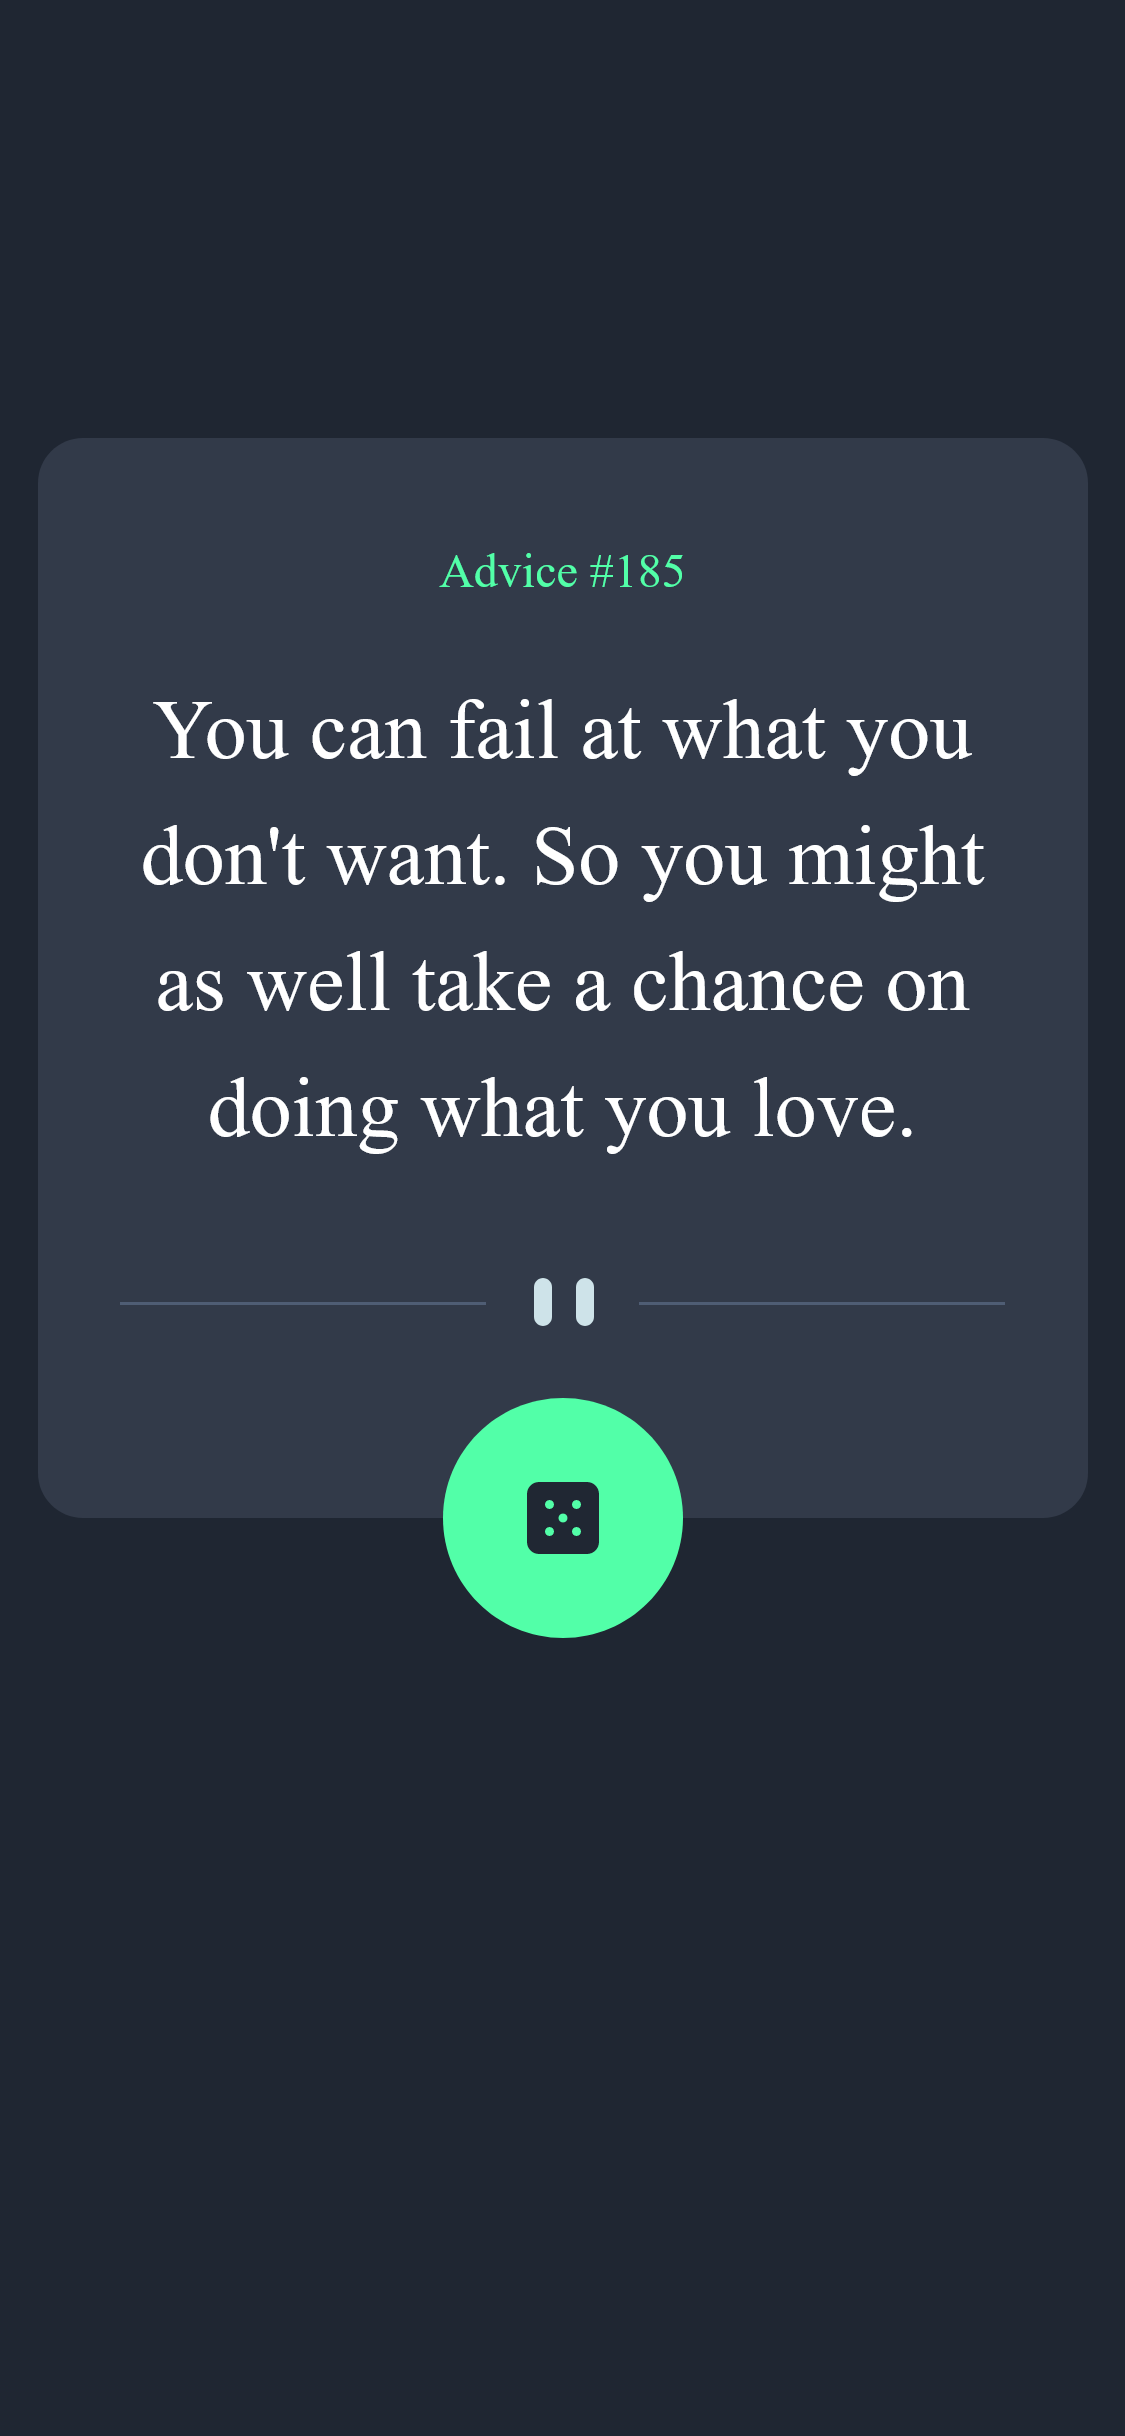 Advice #185
You can fail at what you
don't want. So you might
as well take a chance on
doing what you love.